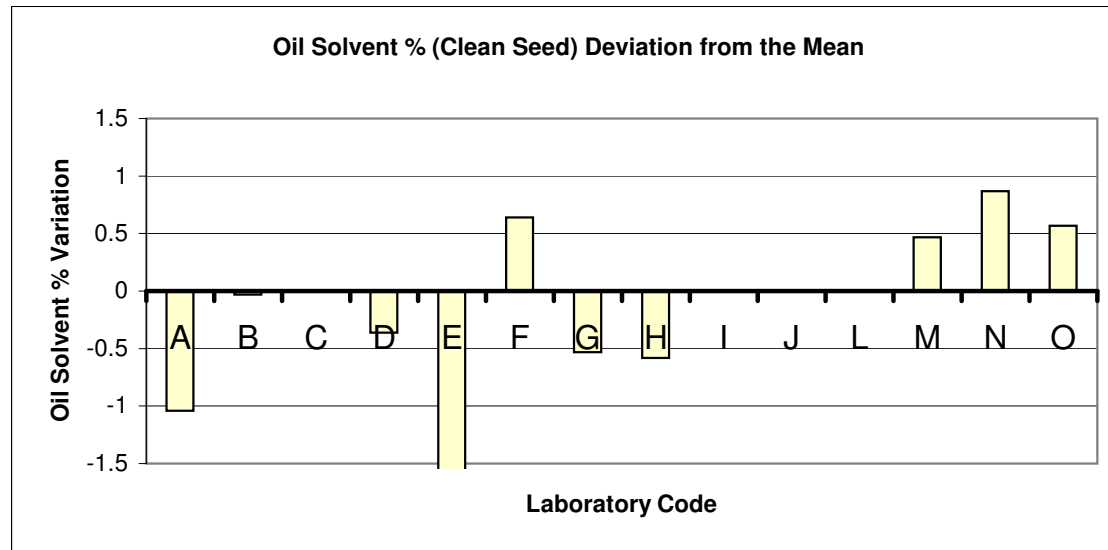 Oil Solvent % (Clean Seed) Deviation from the Mean
Oil Solvent % Variation
1.5
1
0.5
0
-0.5
-1
-1.5
A B C D E F G H I J L M N O
Laboratory Code